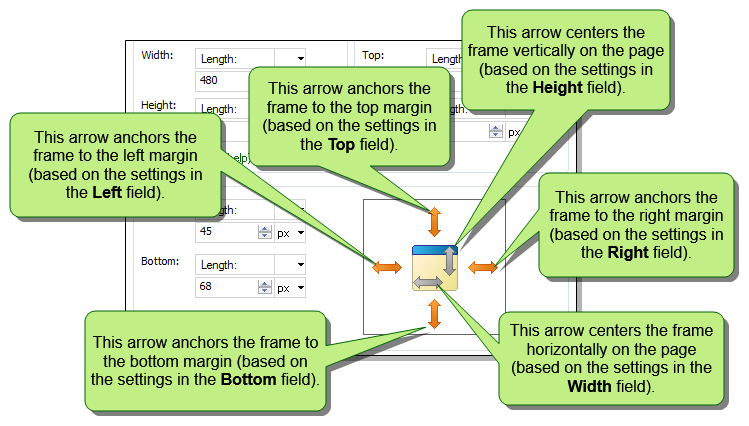 This arrow centers the
frame vertically on the page
(based on the settings in
the Height field).
Width:
Length:
Top:
Leng
480
This arrow anchors the
frame to the top margin
(based on the settings in
the Top field).
Height:
Length:
gth:
px
This arrow anchors the
frame to the left margin
(based on the settings in
the Left field).
help)
This arrow anchors the
frame to the right margin
(based on the settings in
the Right field).
gth:
45
px
Bottom:
Length:
68
px
This arrow anchors the frame to
the bottom margin (based on
the settings in the Bottom field).
This arrow centers the frame
horizontally on the page
(based on the settings in the
Width field).